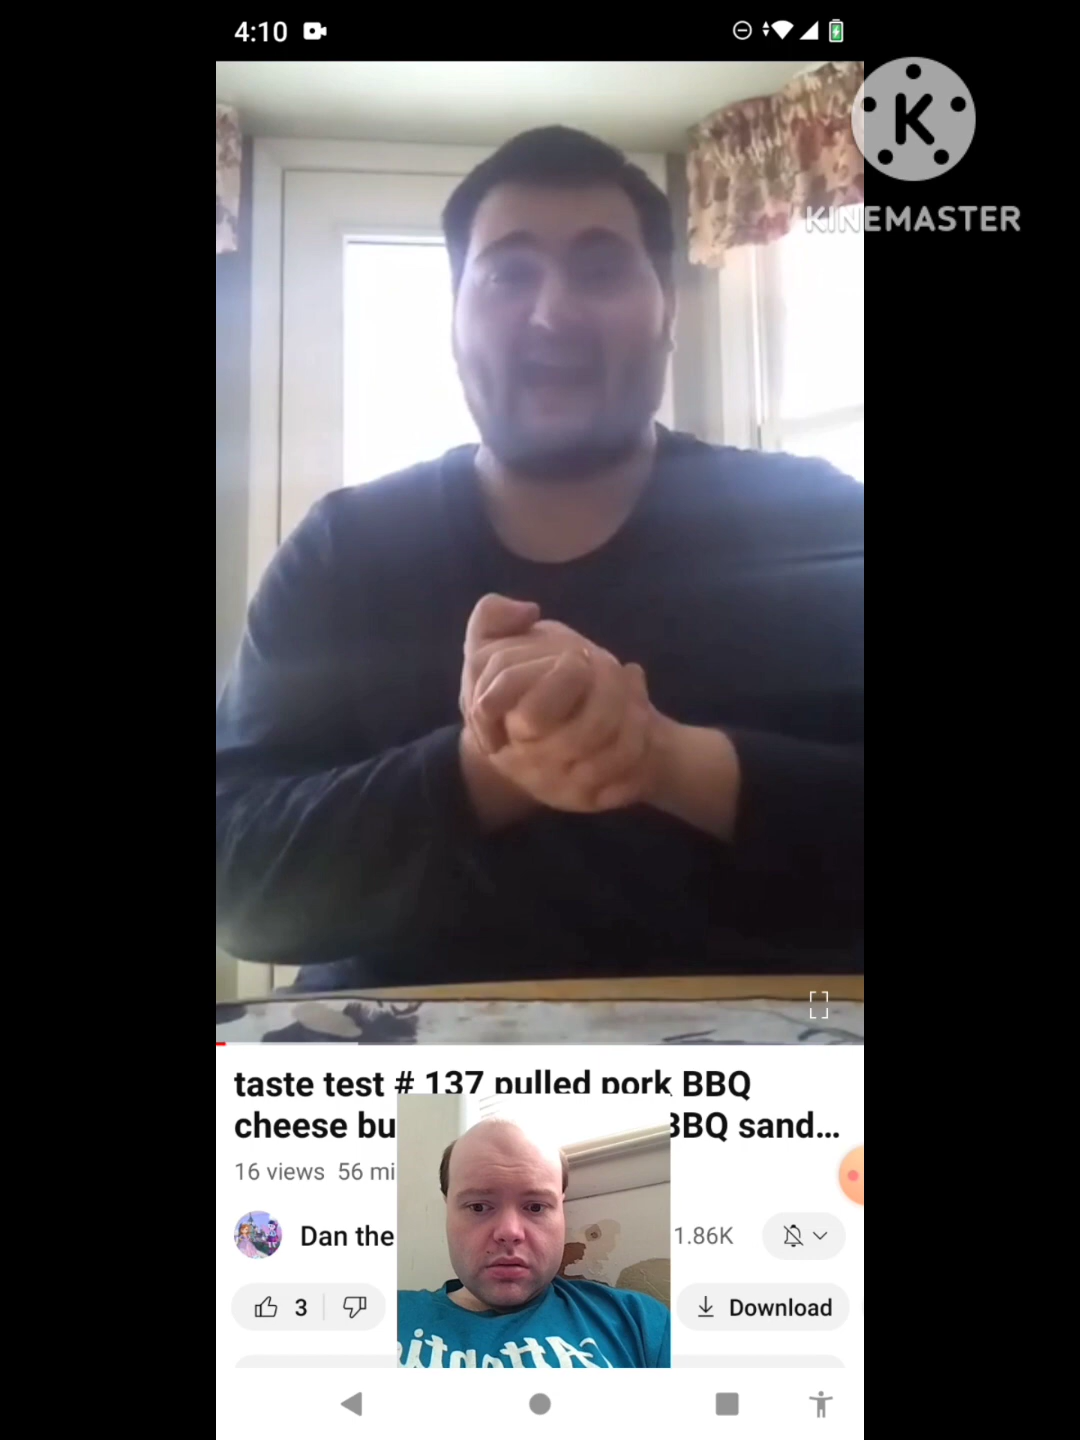 4:10
K
KINEMASTER
taste test # 137 pulled pork BBQ
cheese bu BBQ sand...
16 views 56 mi
Dan the 1.86K
3 Download